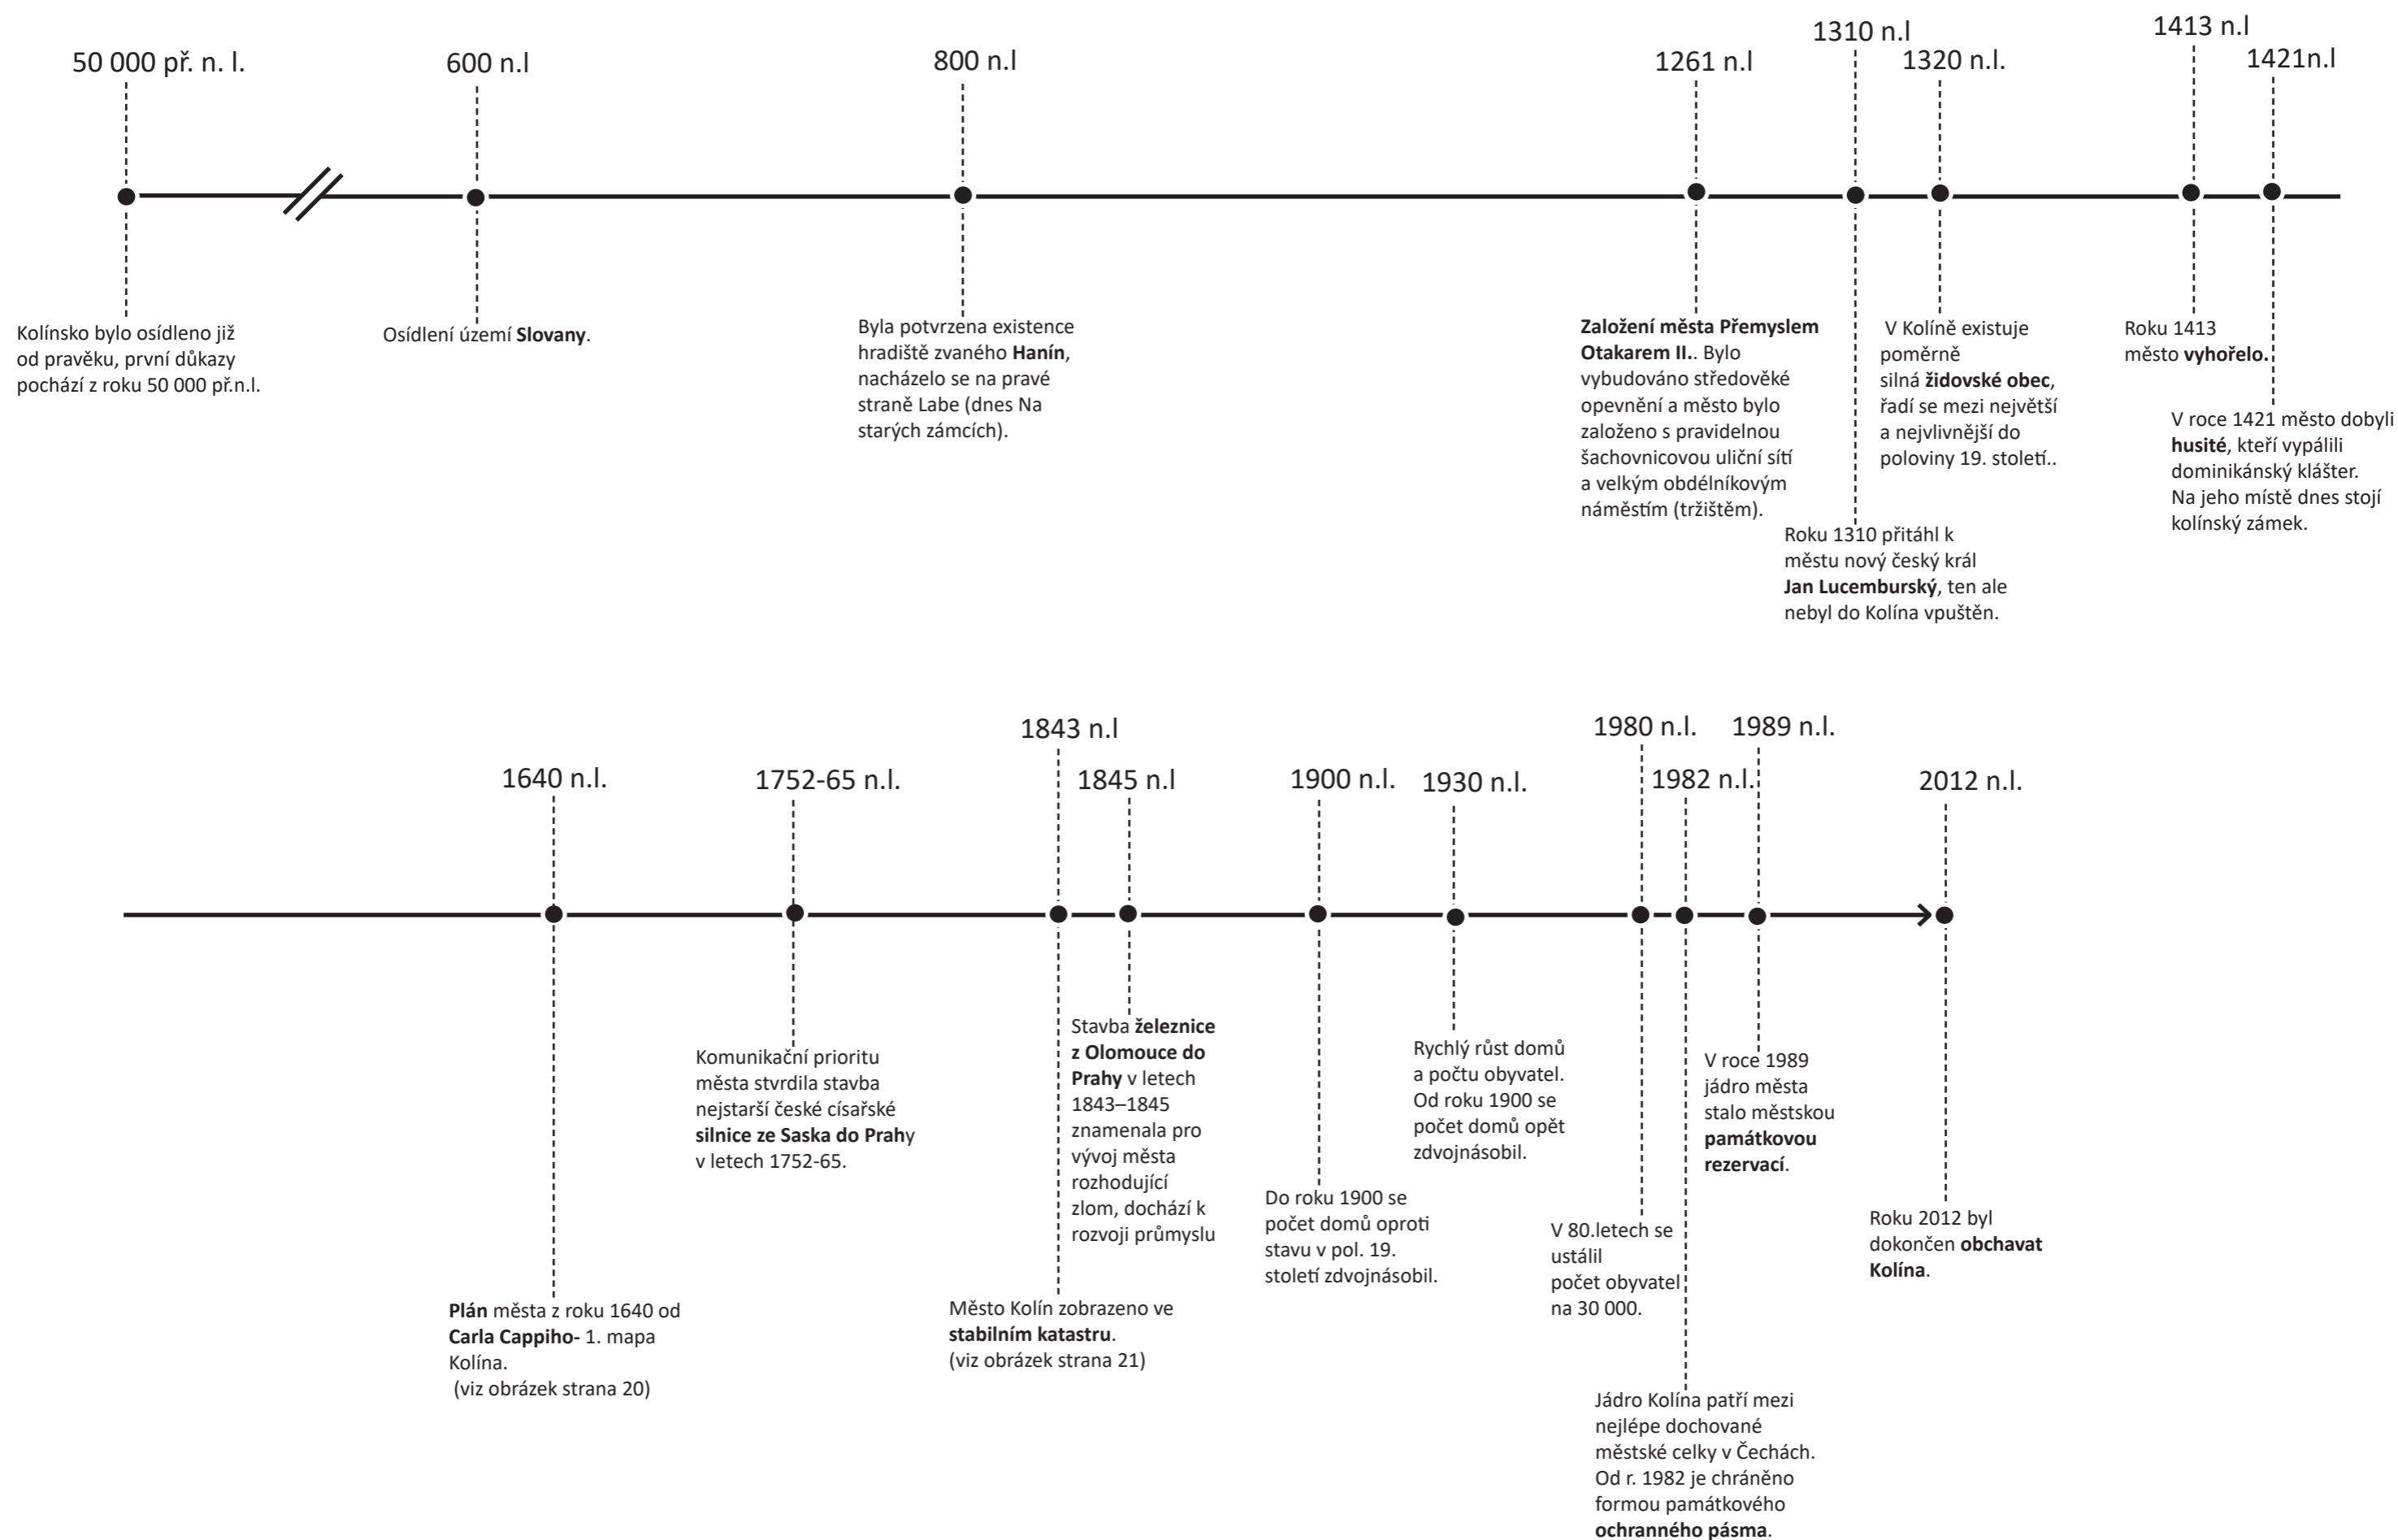 50 000 př. n. l.
600 n.l
800 n.l
1261 n.l
1310 n.l
1320 n.l.
1413 n.l
1421n.l
Kolínsko bylo osídleno již
od pravěku, první důkazy
pochází z roku 50 000 př.n.l.
Osídlení území Slovany.
Byla potvrzena existence
hradiště zvaného Hanín,
nacházelo se na pravé
straně Labe (dnes Na
starých zámcích).
Založení města Přemyslem
Otakarem II.. Bylo
vybudováno středověké
opevnění a město bylo
založeno s pravidelnou
šachovnicovou uliční sítí
a velkým obdélníkovým
náměstím (tržištěm).
Roku 1310 přitáhl k
městu nový český král
Jan Lucemburský, ten ale
nebyl do Kolína vpuštěn.
V Kolíně existuje
poměrně
silná židovské obec,
řadí se mezi největší
a nejvlivnější do
poloviny 19. století..
Roku 1413
město vyhořelo.
V roce 1421 město dobyli
husité, kteří vypálili
dominikánský klášter.
Na jeho místě dnes stojí
kolínský zámek.
1640 n.l.
1752-65 n.l.
1843 n.l
1845 n.l
1900 n.l.
1930 n.l.
1980 n.l.
1982 n.l.
1989 n.l.
2012 n.l.
Plán města z roku 1640 od
Carla Cappiho- 1. mapa
Kolína.
(viz obrázek strana 20)
Komunikační prioritu
města stvrdila stavba
nejstarší české císařské
silnice ze Saska do Prahy
v letech 1752-65.
Město Kolín zobrazeno ve
stabilním katastru.
(viz obrázek strana 21)
Stavba železnice
z Olomouce do
Prahy v letech
1843–1845
znamenala pro
vývoj města
rozhodující
zlom, dochází k
rozvoji průmyslu
Do roku 1900 se
počet domů oproti
stavu v pol. 19.
století zdvojnásobil.
Rychlý růst domů
a počtu obyvatel.
Od roku 1900 se
počet domů opět
zdvojnásobil.
V 80.letech se
ustálil
počet obyvatel
na 30 000.
Jádro Kolína patří mezi
nejlépe dochované
městské celky v Čechách.
Od r. 1982 je chráněno
formou památkového
ochranného pásma.
V roce 1989
jádro města
stalo městskou
památkovou
rezervací.
Roku 2012 byl
dokončen obchavat
Kolína.